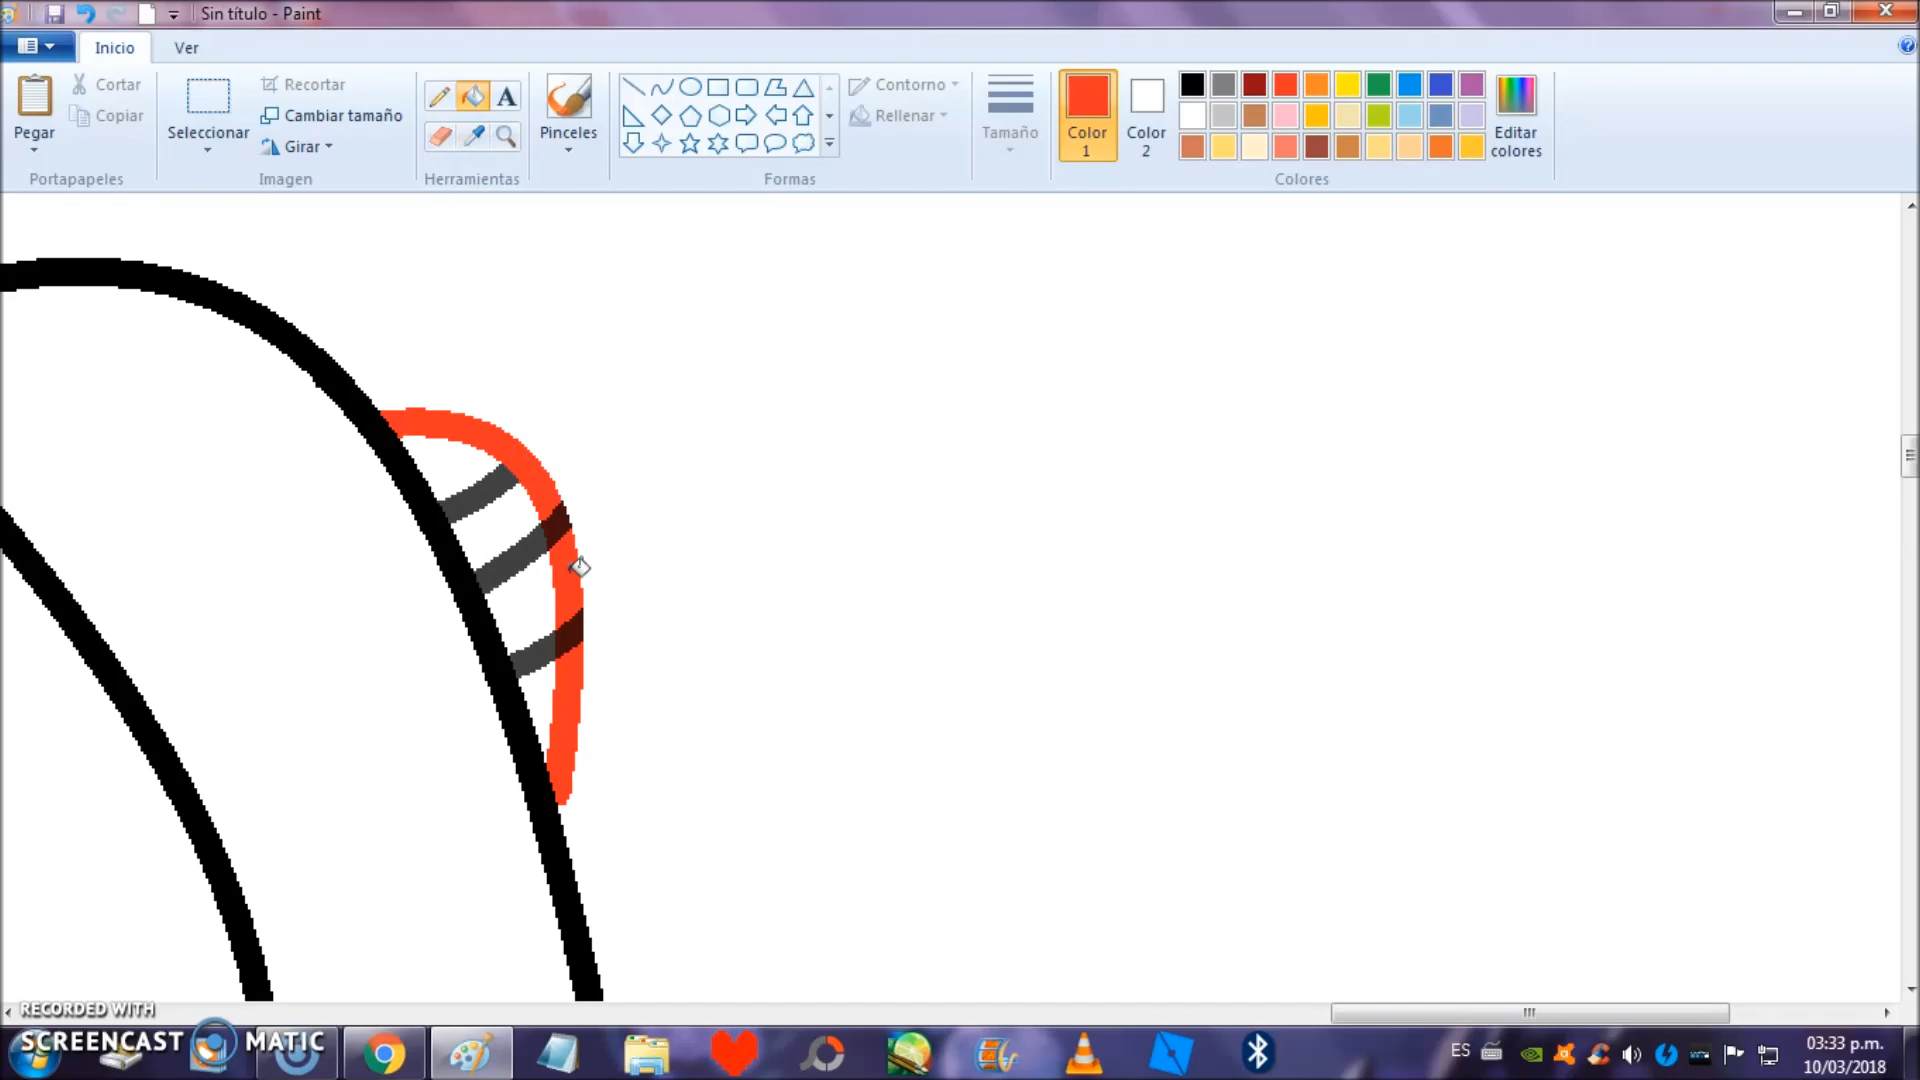 Sin título - Paint
Inicio
Ver
Pegar
Cortar
Copiar
Portapapeles
Seleccionar
Recortar
Cambiar tamaño
Girar
Imagen
A
Herramientas
Pinceles
Formas
Contorno
Rellenar
Tamaño
Color
1
Color
2
Editar
colores
Colores
RECORDED WITH
SCREENCAST MATIC
ES
03:33 p.m.
10/03/2018